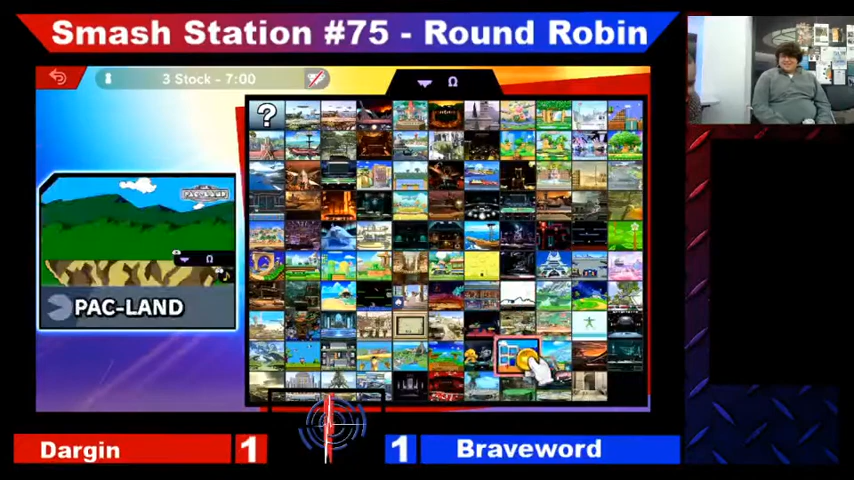 Smash Station #75 - Round Robin
3 Stock - 7:00
Ω
?
PAC-LAND
Ω
PAC-LAND
Dargin 1
1 Braveword